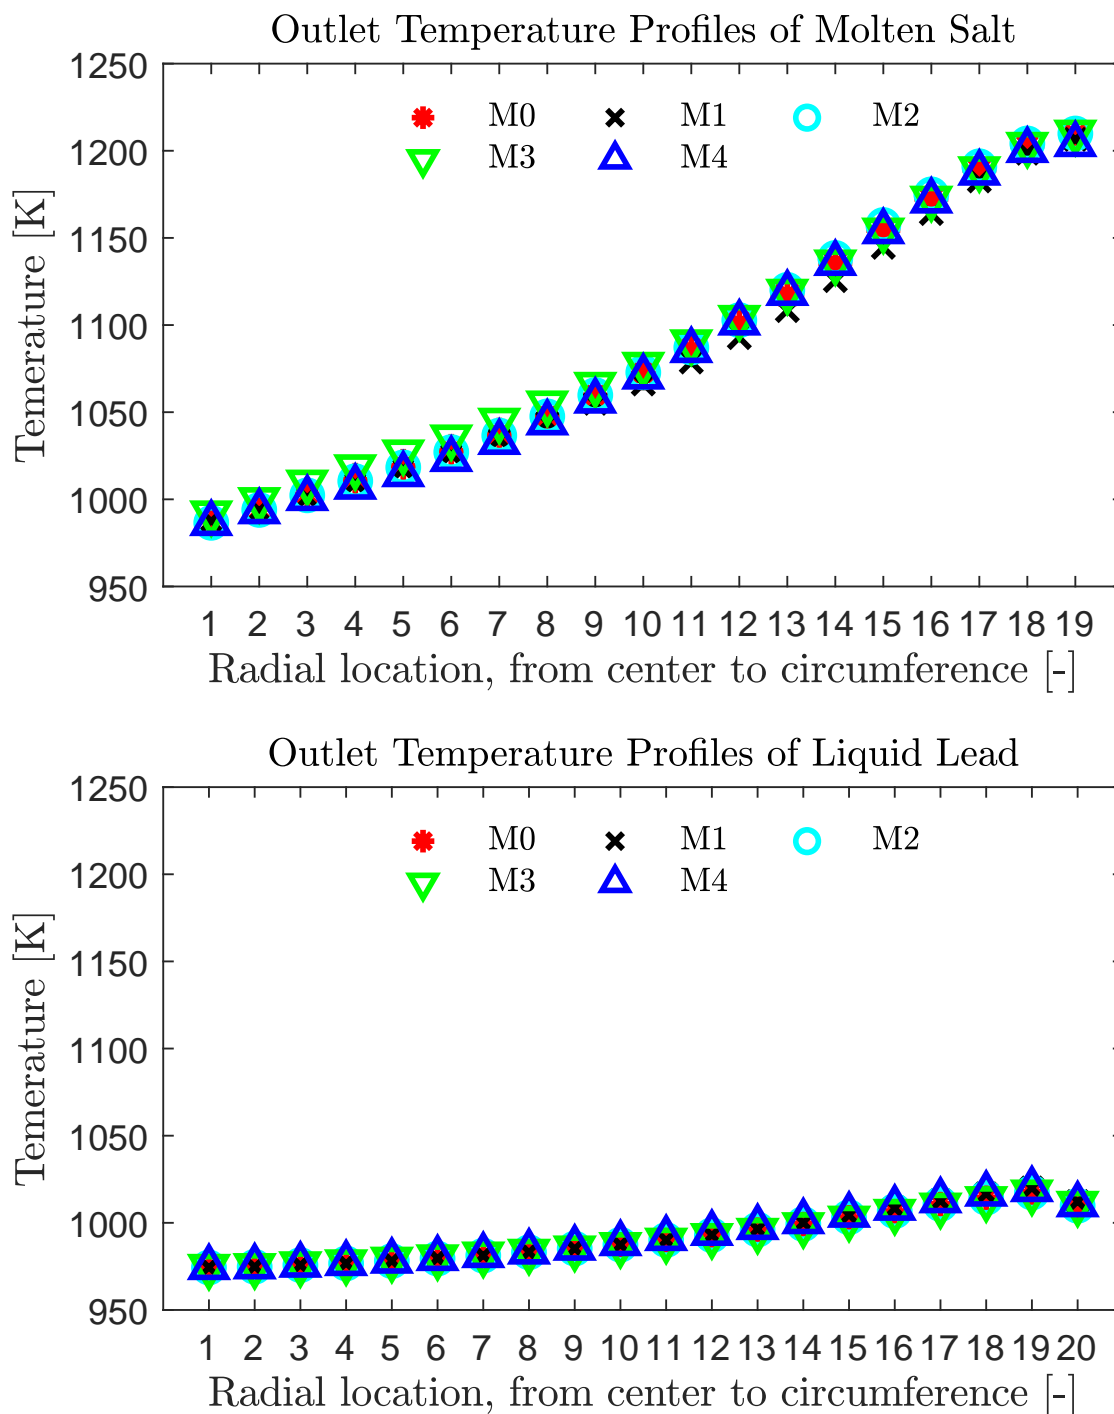 Outlet Temperature Profiles of Molten Salt
1250
1200
1150
1100
1050
1000
950
Temerature [K]
M0 M1 M2
M3 M4
1 2 3 4 5 6 7 8 9 10 11 12 13 14 15 16 17 18 19
Radial location, from center to circumference [-]
Outlet Temperature Profiles of Liquid Lead
1250
1200
1150
1100
1050
1000
950
Temerature [K]
M0 M1 M2
M3 M4
1 2 3 4 5 6 7 8 9 10 11 12 13 14 15 16 17 18 19 20
Radial location, from center to circumference [-]